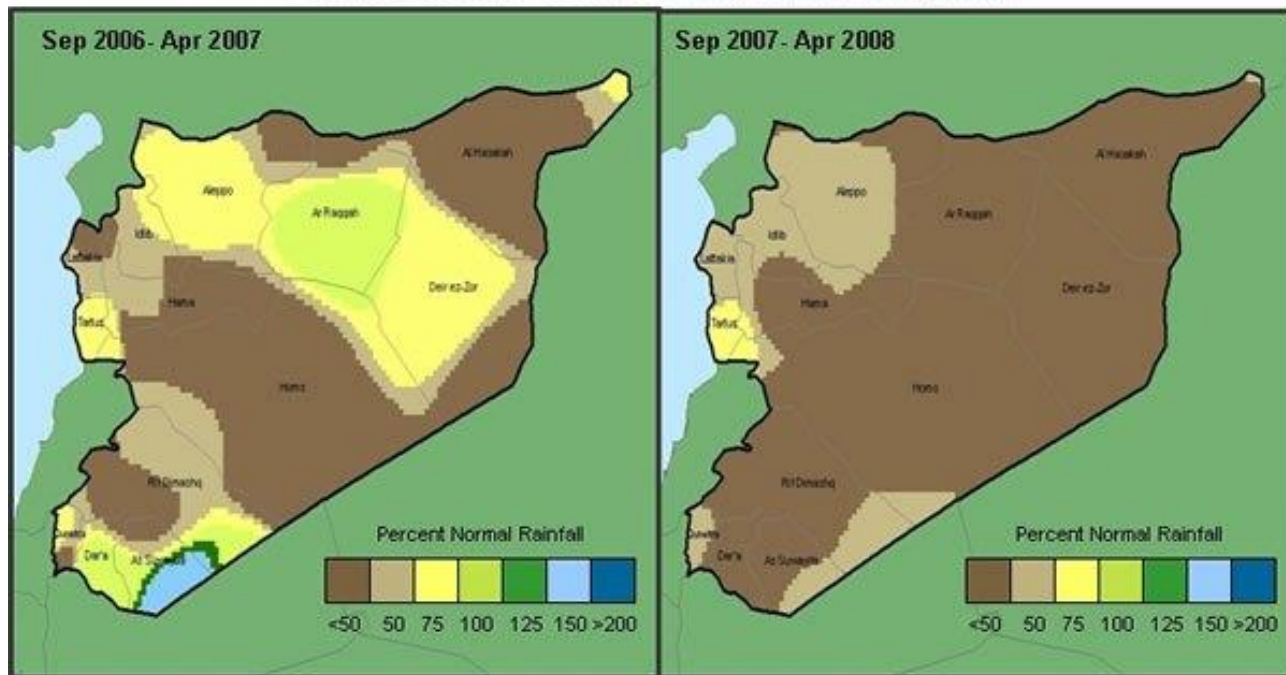 Sep 2006- Apr 2007
Al Hasakah
Aleppo
Ar Raqqah
Idlib
Lattakia
Deir ez-Zor
Hama
Tartus
Homs
Rif Dimashq
Dar'a
As Suwayda
Percent Normal Rainfall
<50 50 75 100 125 150 >200
Sep 2007- Apr 2008
Al Hasakah
Aleppo
Ar Raqqah
Idlib
Lattakia
Deir ez-Zor
Hama
Tartus
Homs
Rif Dimashq
Dar'a
As Suwayda
Percent Normal Rainfall
<50 50 75 100 125 150 >200